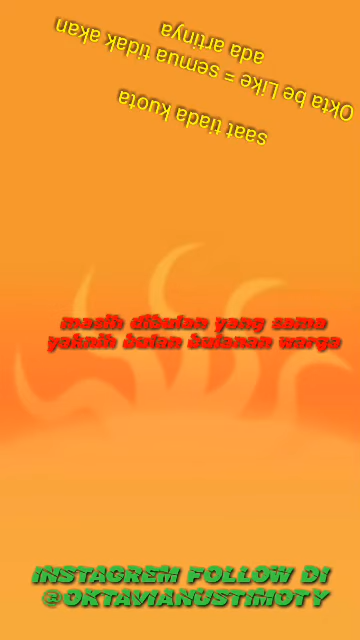 saat tiada kuota
Okta be Like = semua tidak akan
ada artinya
masih dibulan yang sama
yaknih bulan bulanan warga
INSTAGREM FOLLOW DI
@OKTAVIANUSTIMOTY